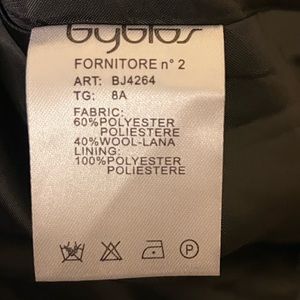 Byblos
FORNITORE n° 2
ART: BJ4264
TG: 8A
FABRIC:
60%POLYESTER
POLIESTERE
40%WOOL-LANA
LINING:
100%POLYESTER
POLIESTERE
P